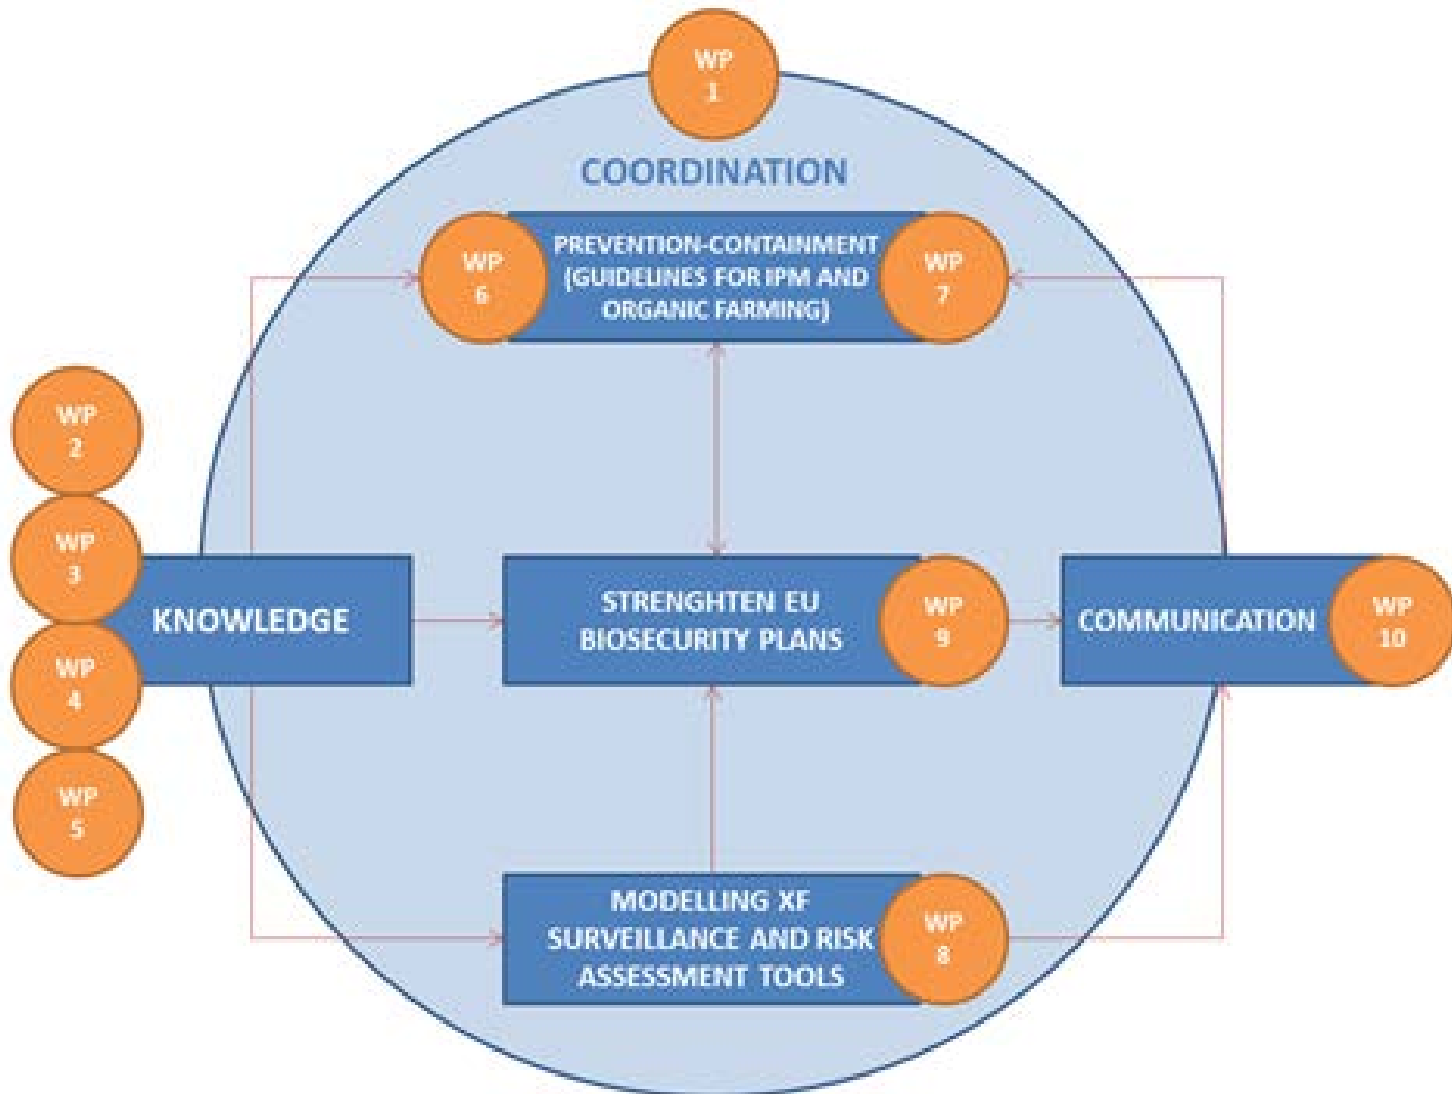 WP
1
COORDINATION
WP
6
PREVENTION-CONTAINMENT
(GUIDELINES FOR IPM AND
ORGANIC FARMING)
WP
7
WP
2
WP
3
WP
4
WP
5
KNOWLEDGE
STRENGHTEN EU
BIOSECURITY PLANS
WP
9
COMMUNICATION
WP
10
MODELLING XF
SURVEILLANCE AND RISK
ASSESSMENT TOOLS
WP
8